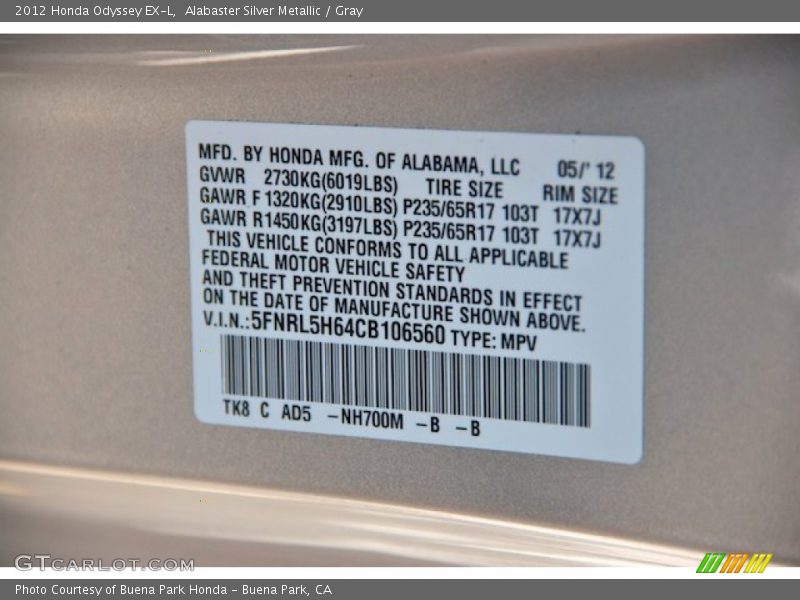 2012 Honda Odyssey EX-L,  Alabaster Silver Metallic / Gray
MFD. BY HONDA MFG. OF ALABAMA, LLC 05/' 12
GVWR 2730KG(6019LBS) TIRE SIZE RIM SIZE
GAWR F 1320KG(2910LBS) P235/65R17 103T 17X7J
GAWR R1450KG(3197LBS) P235/65R17 103T 17X7J
THIS VEHICLE CONFORMS TO ALL APPLICABLE
FEDERAL MOTOR VEHICLE SAFETY
AND THEFT PREVENTION STANDARDS IN EFFECT
ON THE DATE OF MANUFACTURE SHOWN ABOVE.
V.I.N.:5FNRL5H64CB106560 TYPE: MPV
TK8 C AD5 -NH700M -B -B
GTCARLOT.COM
Photo Courtesy of Buena Park Honda - Buena Park, CA